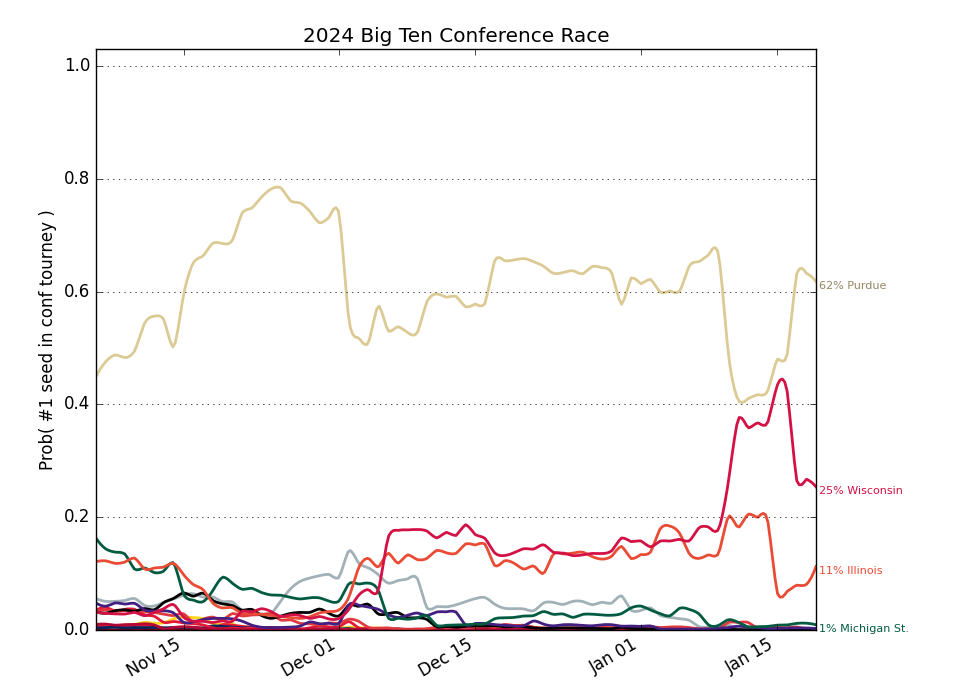 2024 Big Ten Conference Race
Prob( #1 seed in conf tourney )
1.0
0.8
0.6
0.4
0.2
0.0
62% Purdue
25% Wisconsin
11% Illinois
1% Michigan St.
Nov 15
Dec 01
Dec 15
Jan 01
Jan 15